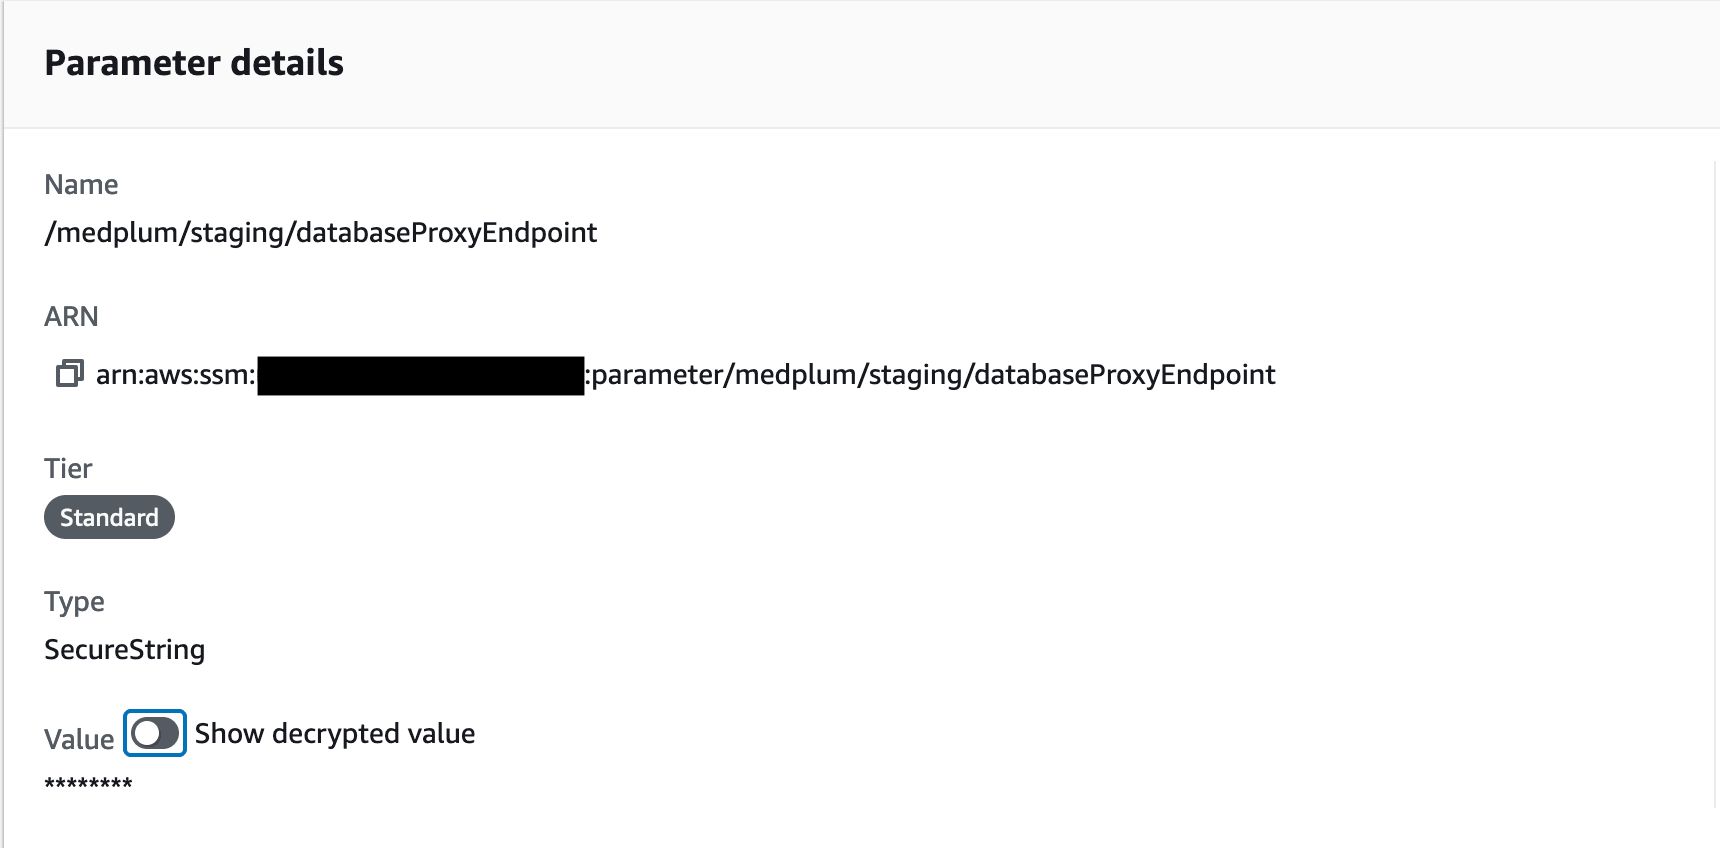 Parameter details
Name
/medplum/staging/databaseProxyEndpoint
ARN
arn:aws:ssm: :parameter/medplum/staging/databaseProxyEndpoint
Tier
Standard
Type
SecureString
Value Show decrypted value
********